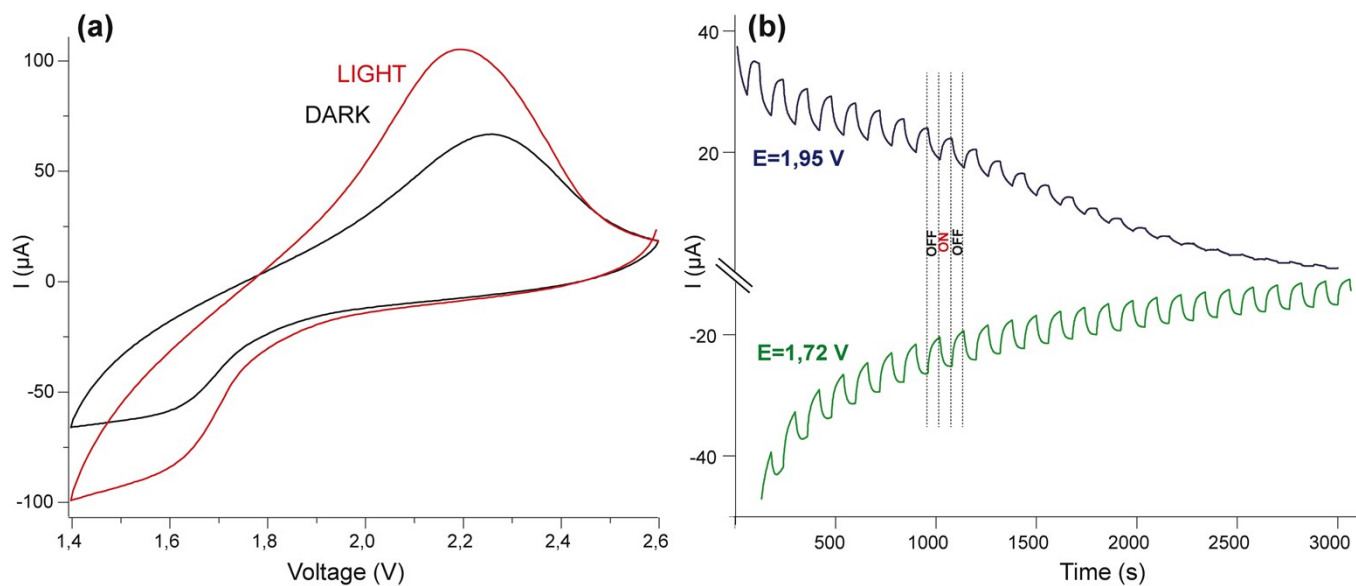 (a)
100
50
0
-50
-100
I (µA)
LIGHT
DARK
1,4
1,6
1,8
2,0
2,2
2,4
2,6
Voltage (V)
(b)
40
20
-20
-40
I (µA)
E=1,95 V
OFF
ON
OFF
E=1,72 V
500
1000
1500
2000
2500
3000
Time (s)